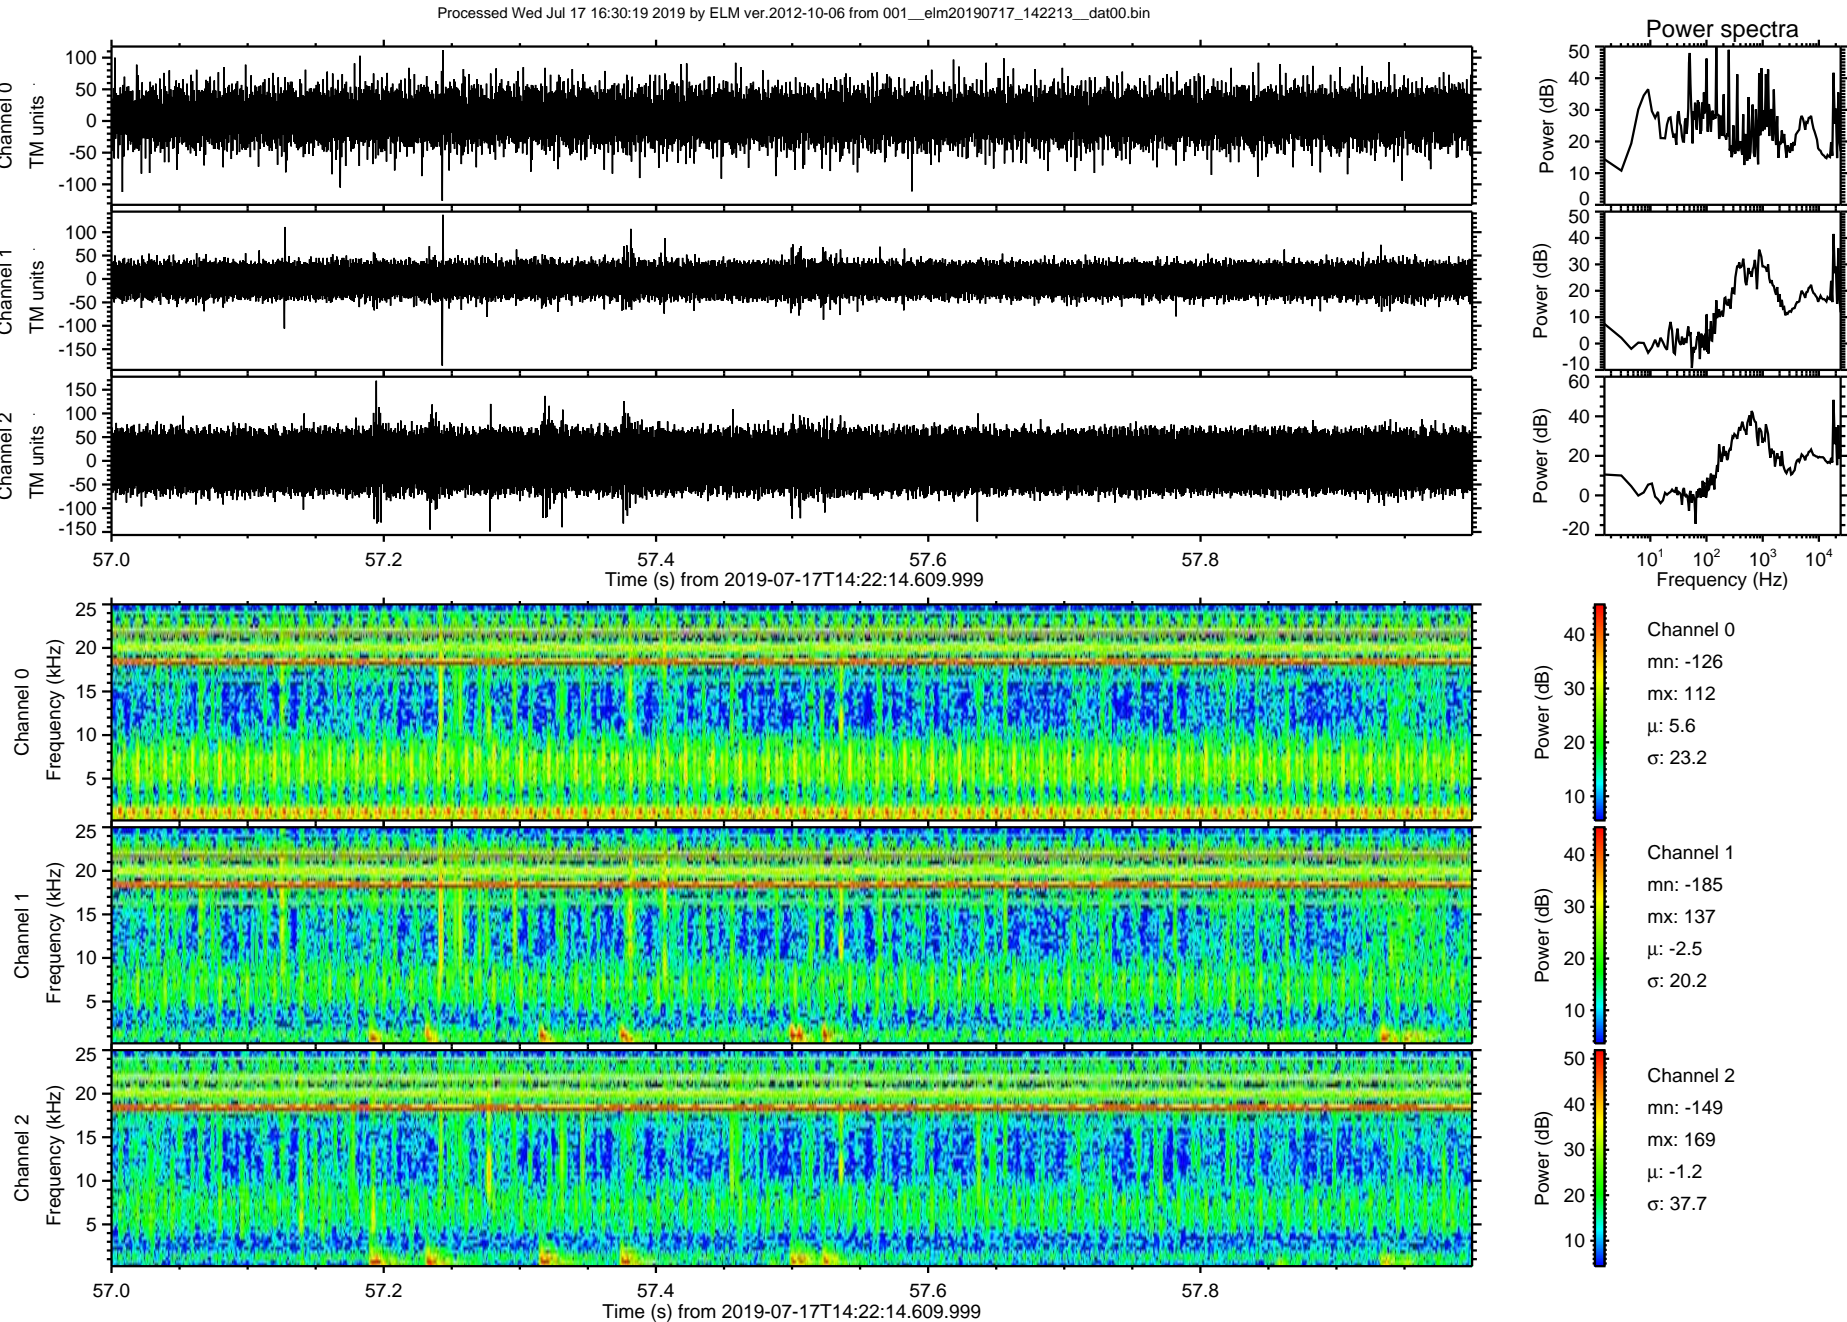 Processed Wed Jul 17 16:30:19 2019 by ELM ver.2012-10-06 from 001__elm20190717_142213__dat00.bin
Power spectra
Channel 0
TM units
100
50
0
-50
-100
Power (dB)
50
40
30
20
10
0
Channel 1
TM units
100
50
0
-50
-100
-150
Power (dB)
50
40
30
20
10
0
-10
Channel 2
TM units
150
100
50
0
-50
-100
-150
Power (dB)
60
40
20
0
-20
57.0 57.2 57.4 57.6 57.8
Time (s) from 2019-07-17T14:22:14.609.999
10¹ 10² 10³ 10⁴
Frequency (Hz)
Channel 0
Frequency (kHz)
25
20
15
10
5
Power (dB)
40
30
20
10
Channel 0
mn: -126
mx: 112
μ: 5.6
σ: 23.2
Channel 1
Frequency (kHz)
25
20
15
10
5
Power (dB)
40
30
20
10
Channel 1
mn: -185
mx: 137
μ: -2.5
σ: 20.2
Channel 2
Frequency (kHz)
25
20
15
10
5
Power (dB)
50
40
30
20
10
Channel 2
mn: -149
mx: 169
μ: -1.2
σ: 37.7
57.0 57.2 57.4 57.6 57.8
Time (s) from 2019-07-17T14:22:14.609.999